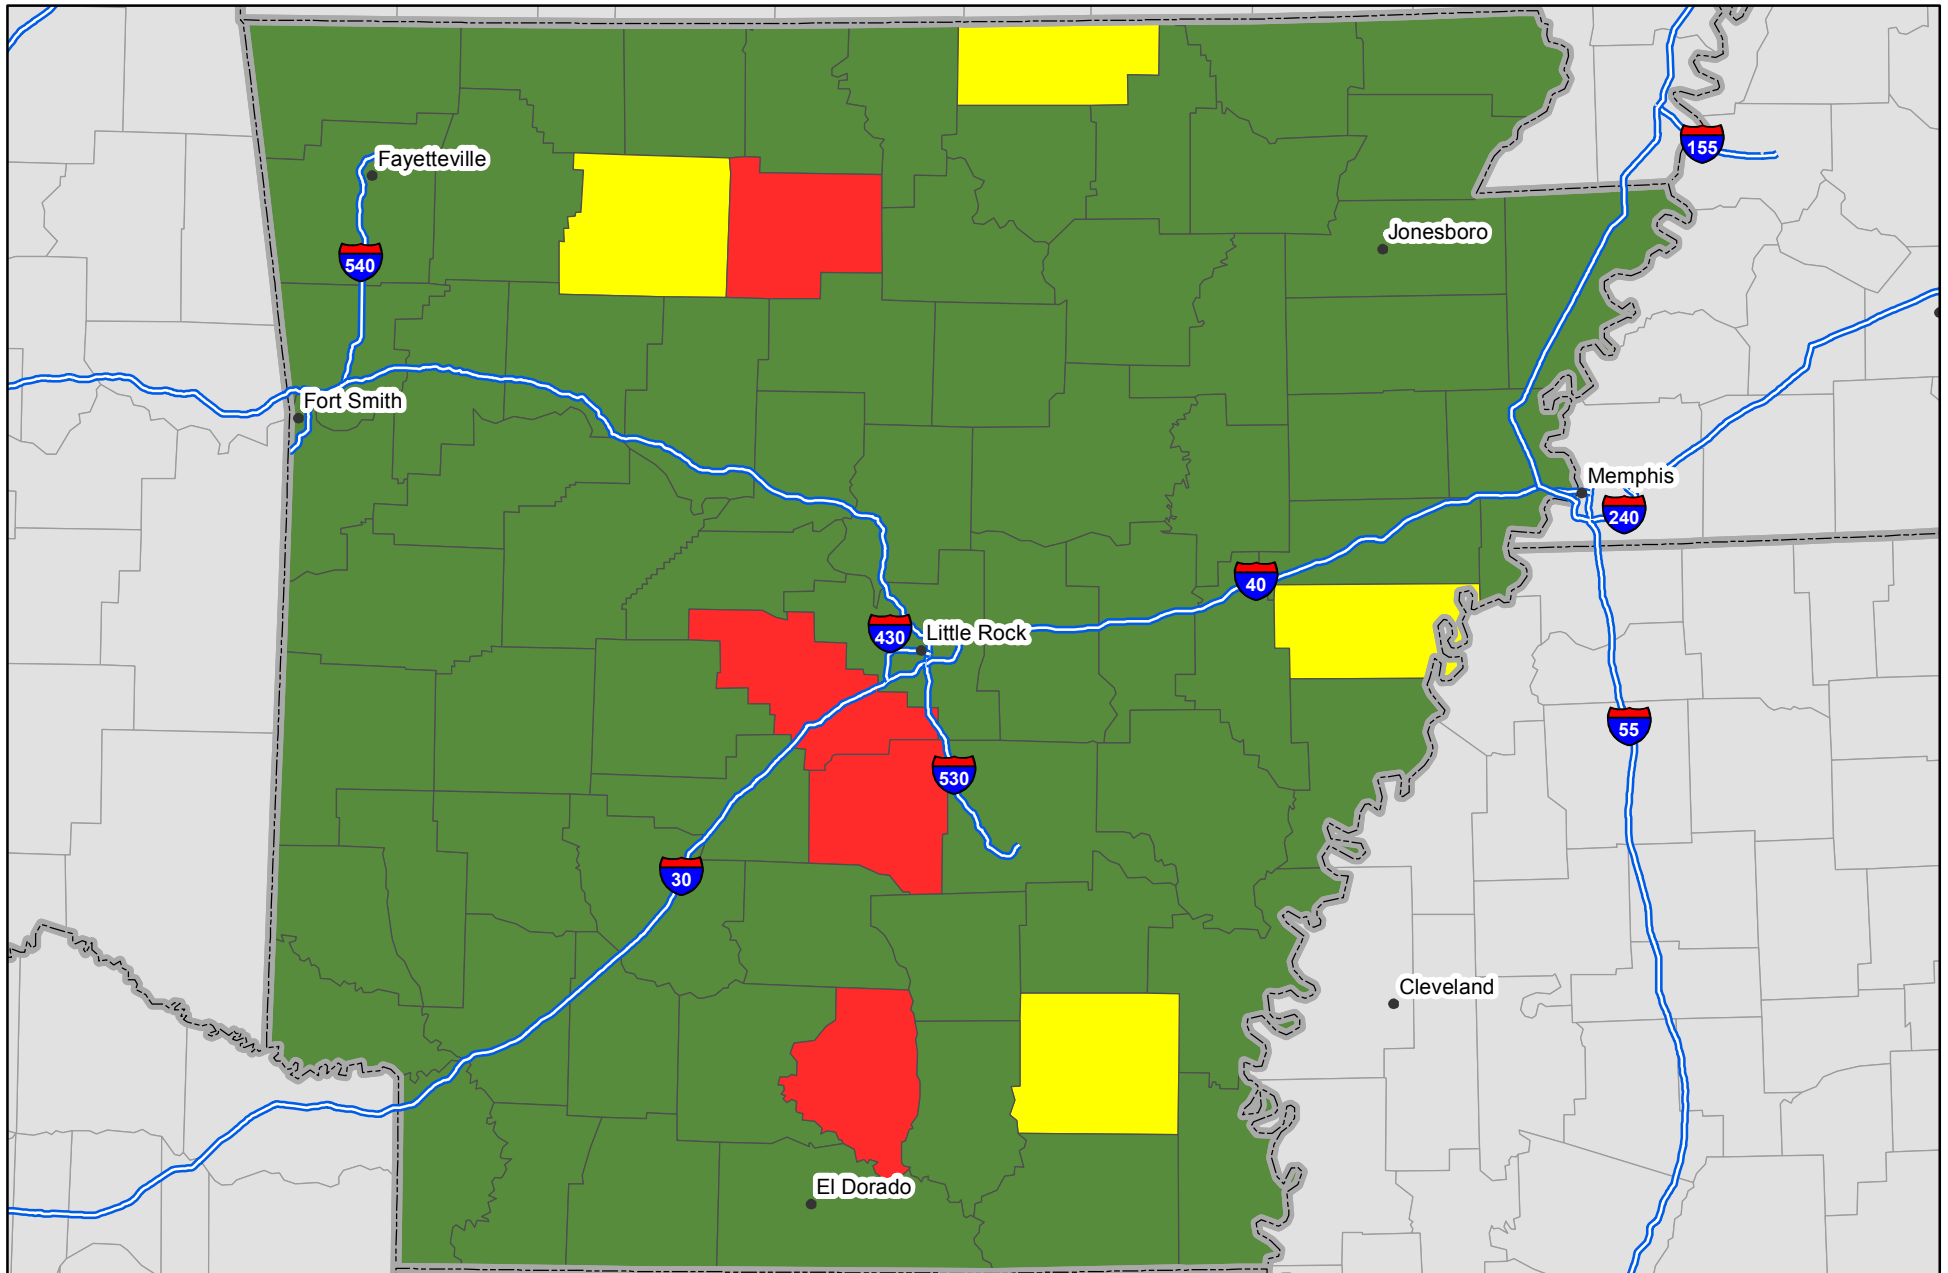 155
Fayetteville
Jonesboro
540
Fort Smith
Memphis
240
40
430
Little Rock
55
530
30
Cleveland
El Dorado